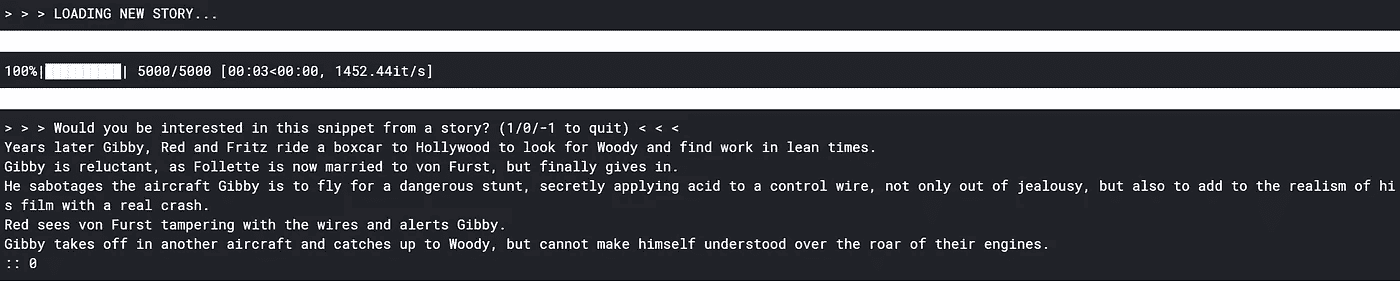 > > > LOADING NEW STORY...
100%|██████████| 5000/5000 [00:03<00:00, 1452.44it/s]
> > > Would you be interested in this snippet from a story? (1/0/-1 to quit) < < <
Years later Gibby, Red and Fritz ride a boxcar to Hollywood to look for Woody and find work in lean times.
Gibby is reluctant, as Follette is now married to von Furst, but finally gives in.
He sabotages the aircraft Gibby is to fly for a dangerous stunt, secretly applying acid to a control wire, not only out of jealousy, but also to add to the realism of hi
s film with a real crash.
Red sees von Furst tampering with the wires and alerts Gibby.
Gibby takes off in another aircraft and catches up to Woody, but cannot make himself understood over the roar of their engines.
:: 0